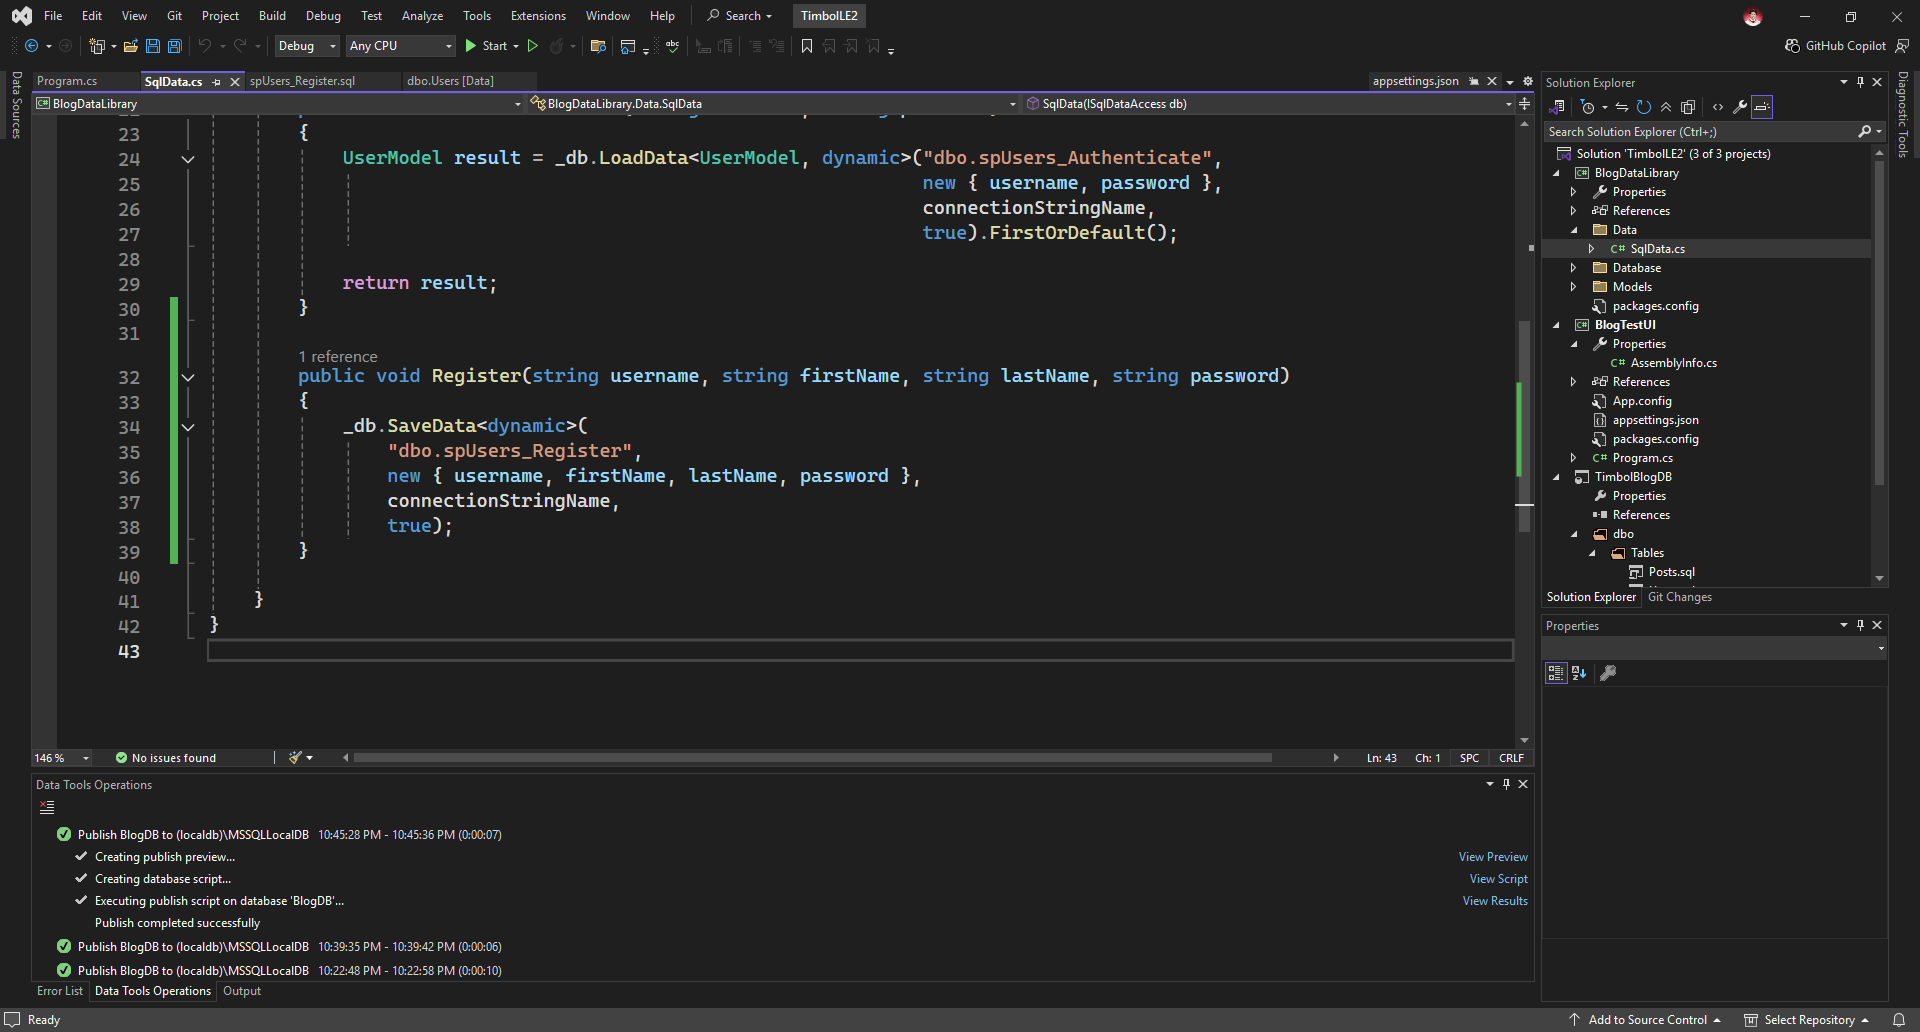 File Edit View Git Project Build Debug Test Analyze Tools Extensions Window Help Search TimbolLE2
Debug Any CPU Start GitHub Copilot
Data Sources
Program.cs SqlData.cs spUsers_Register.sql dbo.Users [Data] appsettings.json
BlogDataLibrary BlogDataLibrary.Data.SqlData SqlData(ISqlDataAccess db)
23 {
24 UserModel result = _db.LoadData<UserModel, dynamic>("dbo.spUsers_Authenticate",
25 new { username, password },
26 connectionStringName,
27 true).FirstOrDefault();
28
29 return result;
30 }
31
1 reference
32 public void Register(string username, string firstName, string lastName, string password)
33 {
34 _db.SaveData<dynamic>(
35 "dbo.spUsers_Register",
36 new { username, firstName, lastName, password },
37 connectionStringName,
38 true);
39 }
40
41 }
42 }
43
146 % No issues found Ln: 43 Ch: 1 SPC CRLF
Data Tools Operations
Publish BlogDB to (localdb)\MSSQLLocalDB 10:45:28 PM - 10:45:36 PM (0:00:07)
Creating publish preview... View Preview
Creating database script... View Script
Executing publish script on database 'BlogDB'... View Results
Publish completed successfully
Publish BlogDB to (localdb)\MSSQLLocalDB 10:39:35 PM - 10:39:42 PM (0:00:06)
Publish BlogDB to (localdb)\MSSQLLocalDB 10:22:48 PM - 10:22:58 PM (0:00:10)
Error List Data Tools Operations Output
Solution Explorer
Search Solution Explorer (Ctrl+;)
Solution 'TimbolLE2' (3 of 3 projects)
BlogDataLibrary
Properties
References
Data
C# SqlData.cs
Database
Models
packages.config
BlogTestUI
Properties
C# AssemblyInfo.cs
References
App.config
appsettings.json
packages.config
C# Program.cs
TimbolBlogDB
Properties
References
dbo
Tables
Posts.sql
Solution Explorer Git Changes
Properties
Diagnostic Tools
Ready Add to Source Control Select Repository